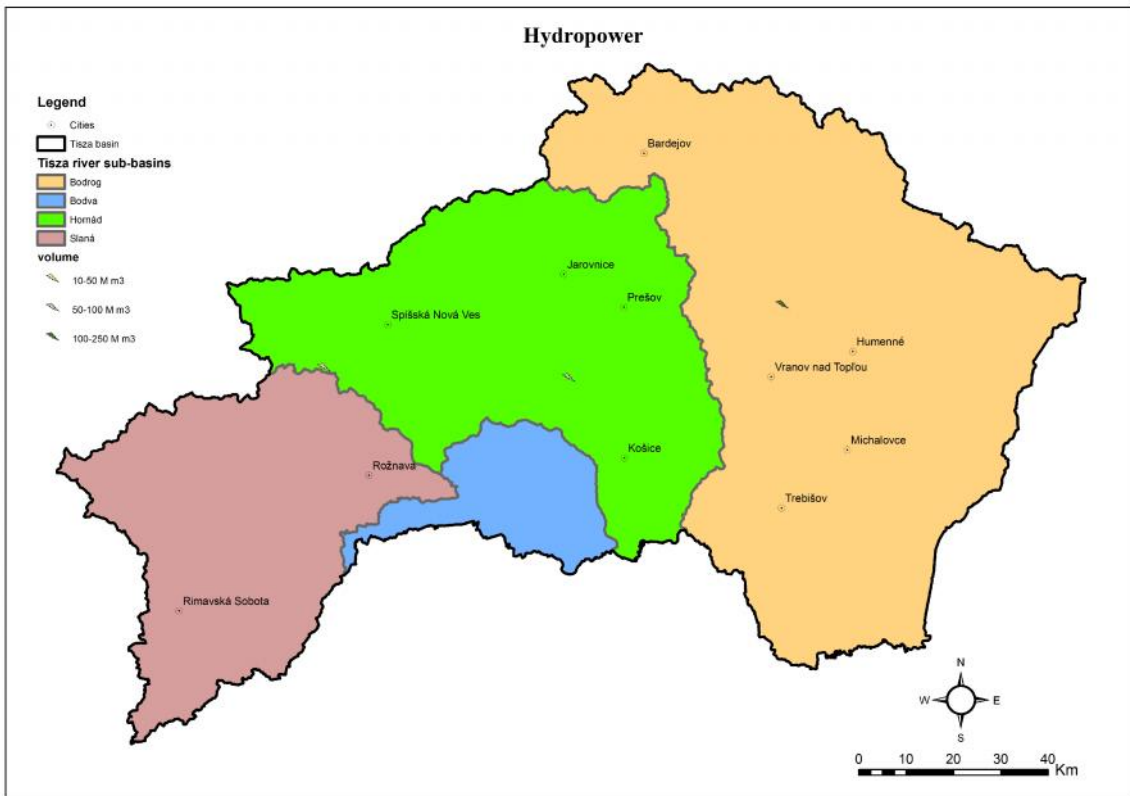 Hydropower
Legend
Cities
Tisza basin
Tisza river sub-basins
Bodrog
Bodva
Hornád
Slaná
volume
10-50 M m3
50-100 M m3
100-250 M m3
Bardejov
Jarovnice
Prešov
Spišská Nová Ves
Humenné
Vranov nad Topľou
Michalovce
Košice
Rožnava
Trebišov
Rimavská Sobota
N
W E
S
0 10 20 30 40
Km